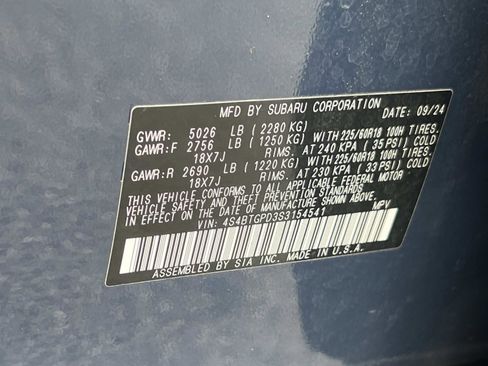 MFD BY SUBARU CORPORATION DATE: 09/24
GVWR: 5026 LB ( 2280 KG)
GAWR:F 2756 LB ( 1250 KG) WITH 225/60R18 100H TIRES.
18X7J RIMS. AT 240 KPA ( 35 PSI) COLD
GAWR:R 2690 LB ( 1220 KG) WITH 225/60R18 100H TIRES.
18X7J RIMS. AT 230 KPA ( 33 PSI) COLD
THIS VEHICLE CONFORMS TO ALL APPLICABLE FEDERAL MOTOR
VEHICLE SAFETY AND THEFT PREVENTION STANDARDS
IN EFFECT ON THE DATE OF MANUFACTURE SHOWN ABOVE.
VIN: 4S4BTGPD3S3154541 MPV
ASSEMBLED BY SIA INC. MADE IN U.S.A.